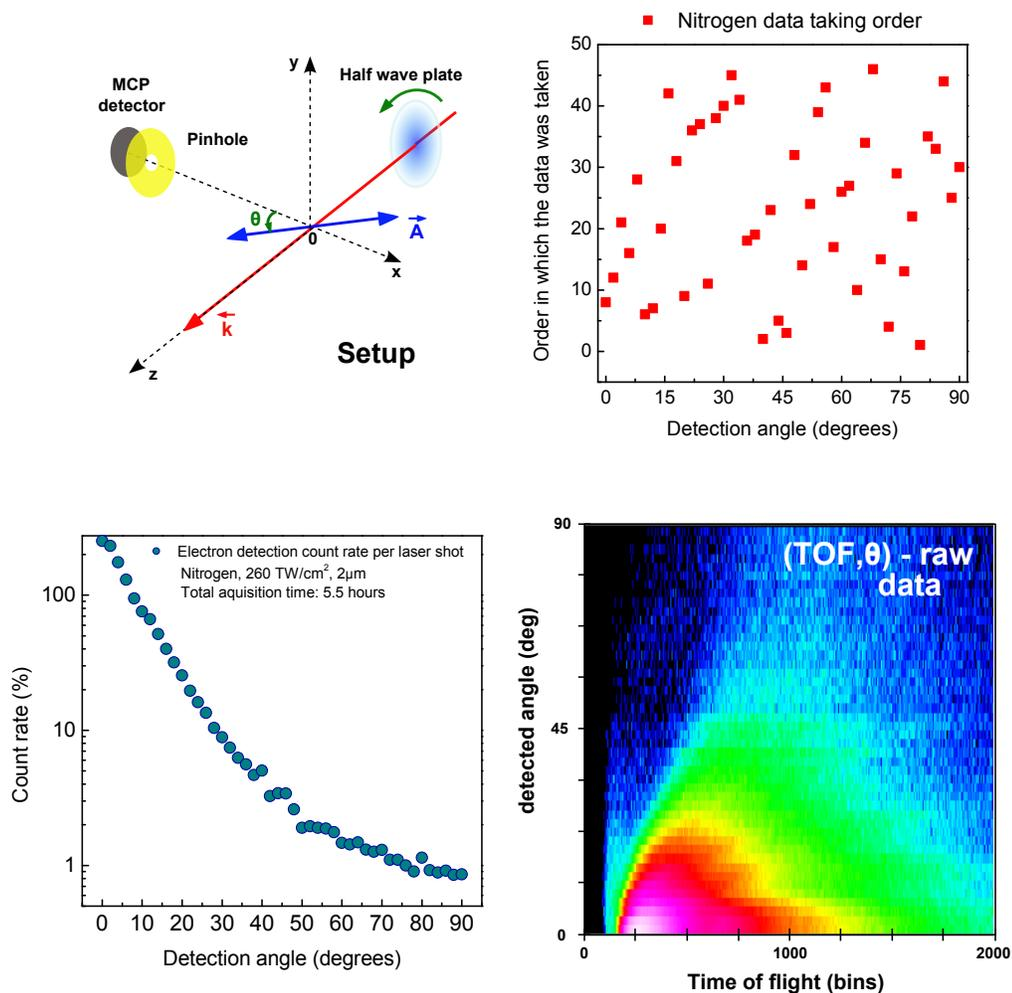 y
MCP
detector
Half wave plate
Pinhole
θ
A
0
x
k
z
Setup
Nitrogen data taking order
Order in which the data was taken
50
40
30
20
10
0
0 15 30 45 60 75 90
Detection angle (degrees)
Electron detection count rate per laser shot
Nitrogen, 260 TW/cm², 2μm
Total aquisition time: 5.5 hours
Count rate (%)
100
10
1
0 10 20 30 40 50 60 70 80 90
Detection angle (degrees)
(TOF,θ) - raw
data
detected angle (deg)
90
45
0
0 1000 2000
Time of flight (bins)